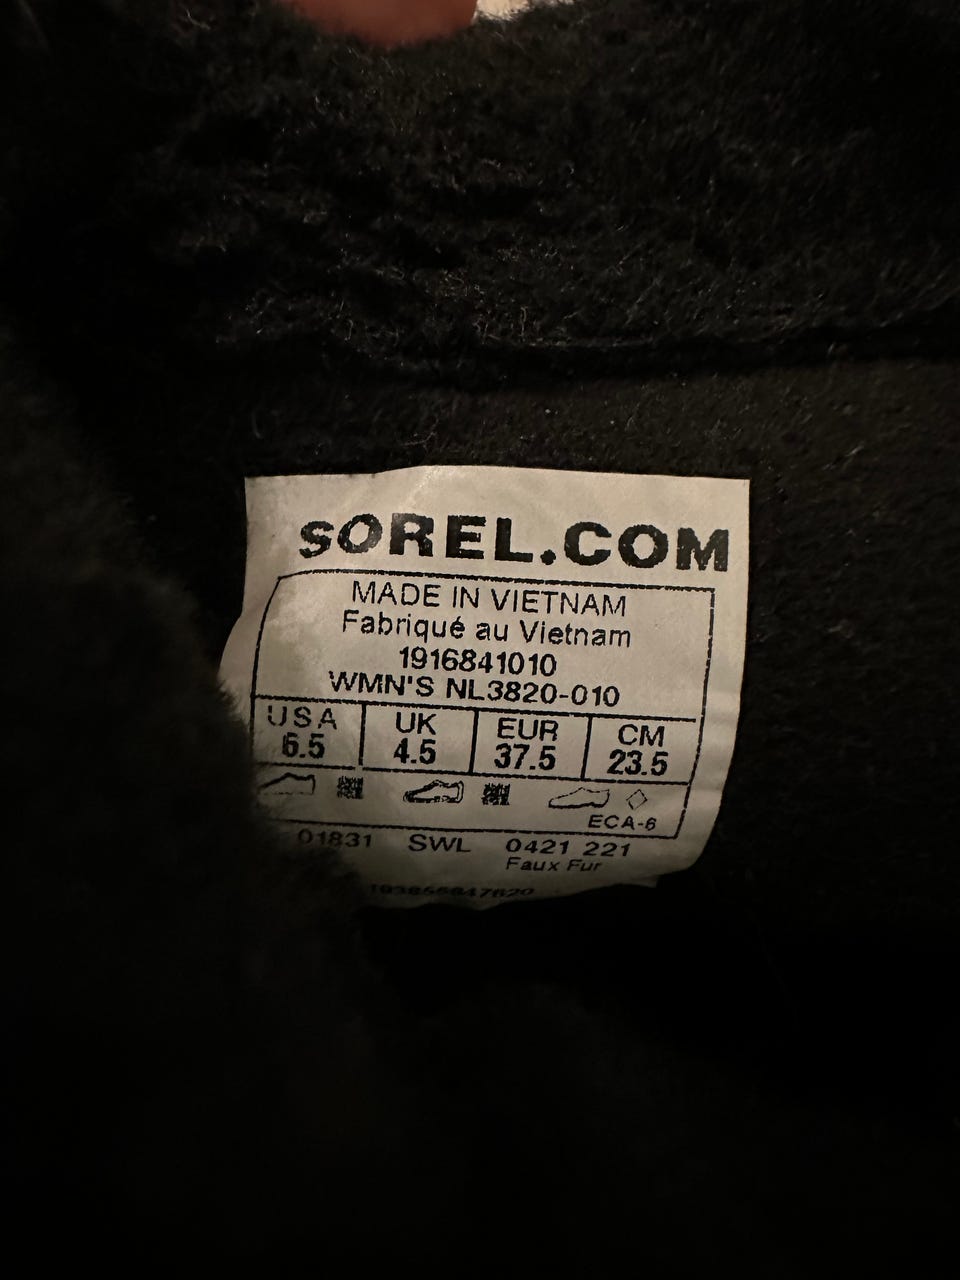 SOREL.COM
MADE IN VIETNAM
Fabriqué au Vietnam
1916841010
WMN'S NL3820-010
USA UK EUR CM
6.5 4.5 37.5 23.5
ECA-6
01831 SWL 0421 221
Faux Fur